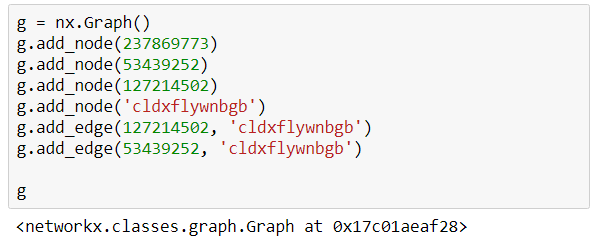 g = nx.Graph()
g.add_node(237869773)
g.add_node(53439252)
g.add_node(127214502)
g.add_node('cldxflywnbgb')
g.add_edge(127214502, 'cldxflywnbgb')
g.add_edge(53439252, 'cldxflywnbgb')
g
<networkx.classes.graph.Graph at 0x17c01aeaf28>